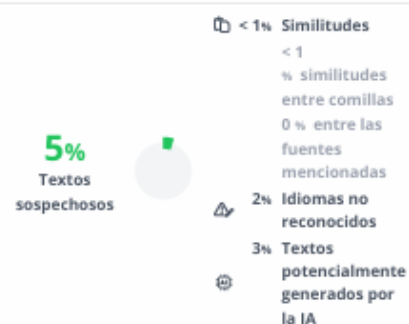 5%
Textos
sospechosos
< 1% Similitudes
< 1
% similitudes
entre comillas
0 % entre las
fuentes
mencionadas
2% Idiomas no
reconocidos
3% Textos
potencialmente
generados por
la IA